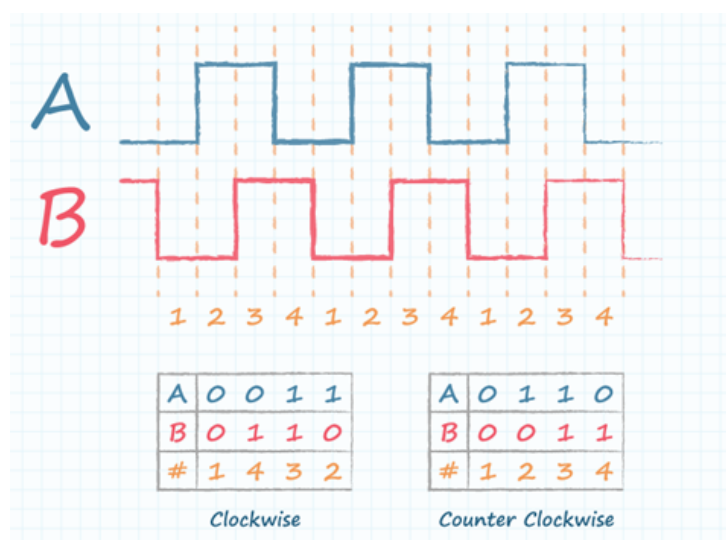 A
B
1 2 3 4 1 2 3 4 1 2 3 4
A 0 0 1 1
B 0 1 1 0
# 1 4 3 2
Clockwise
A 0 1 1 0
B 0 0 1 1
# 1 2 3 4
Counter Clockwise